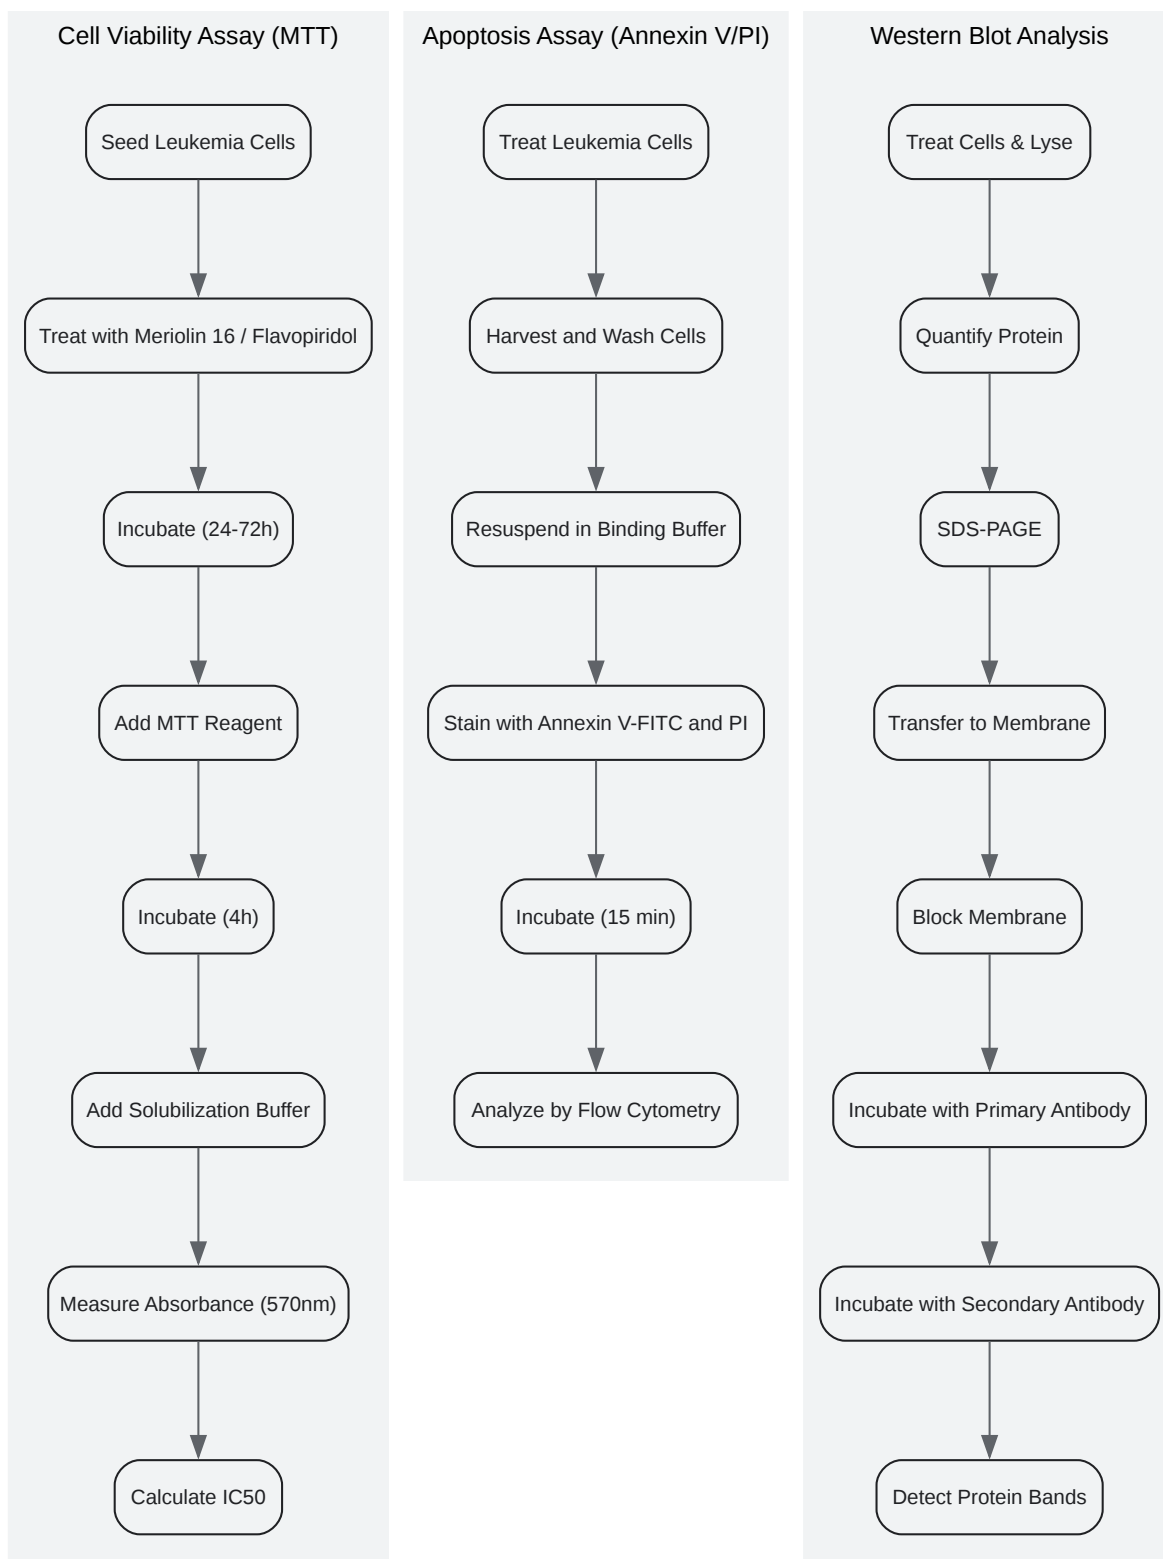 Cell Viability Assay (MTT)
Seed Leukemia Cells
Treat with Meriolin 16 / Flavopiridol
Incubate (24-72h)
Add MTT Reagent
Incubate (4h)
Add Solubilization Buffer
Measure Absorbance (570nm)
Calculate IC50
Apoptosis Assay (Annexin V/PI)
Treat Leukemia Cells
Harvest and Wash Cells
Resuspend in Binding Buffer
Stain with Annexin V-FITC and PI
Incubate (15 min)
Analyze by Flow Cytometry
Western Blot Analysis
Treat Cells & Lyse
Quantify Protein
SDS-PAGE
Transfer to Membrane
Block Membrane
Incubate with Primary Antibody
Incubate with Secondary Antibody
Detect Protein Bands